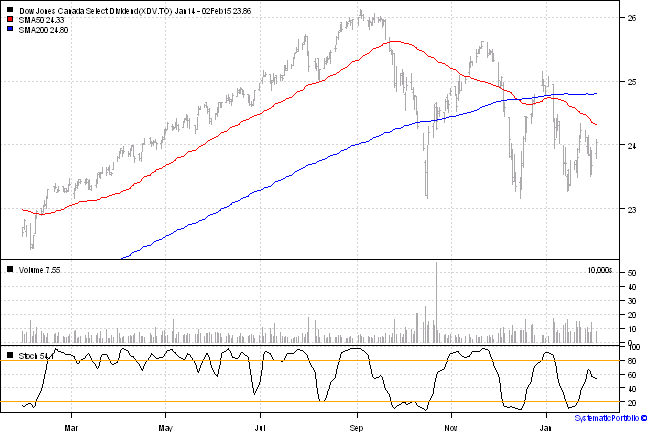 Dow Jones Canada Select Dividend(XDV.TO) Jan14 - 02Feb15 23.86
SMA50 24.33
SMA200 24.80
26
25
24
23
Volume 7.55
10,000s
50
40
30
20
10
0
Stoch 54.1
100
80
60
40
20
Mar May Jul Sep Nov Jan
SystematicPortfolio ©